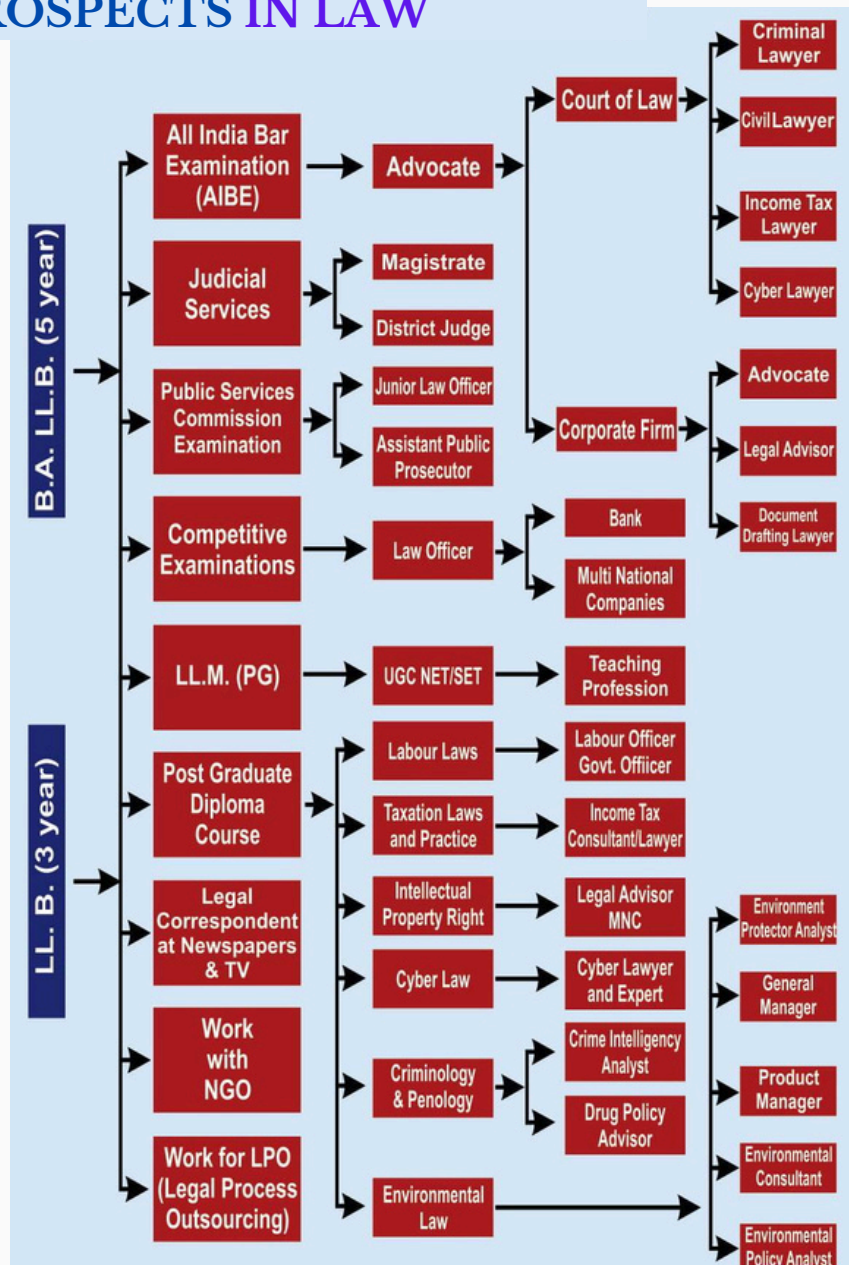 ROSPECTS IN LAW
B.A. LL.B. (5 year)
LL. B. (3 year)
All India Bar
Examination
(AIBE)
Advocate
Court of Law
Criminal
Lawyer
Civil Lawyer
Income Tax
Lawyer
Cyber Lawyer
Corporate Firm
Advocate
Legal Advisor
Document
Drafting Lawyer
Judicial
Services
Magistrate
District Judge
Public Services
Commission
Examination
Junior Law Officer
Assistant Public
Prosecutor
Competitive
Examinations
Law Officer
Bank
Multi National
Companies
LL.M. (PG)
UGC NET/SET
Teaching
Profession
Post Graduate
Diploma
Course
Labour Laws
Labour Officer
Govt. Offiicer
Taxation Laws
and Practice
Income Tax
Consultant/Lawyer
Intellectual
Property Right
Legal Advisor
MNC
Cyber Law
Cyber Lawyer
and Expert
Criminology
& Penology
Crime Intelligency
Analyst
Drug Policy
Advisor
Environmental
Law
Environment
Protector Analyst
General
Manager
Product
Manager
Environmental
Consultant
Environmental
Policy Analyst
Legal
Correspondent
at Newspapers
& TV
Work
with
NGO
Work for LPO
(Legal Process
Outsourcing)